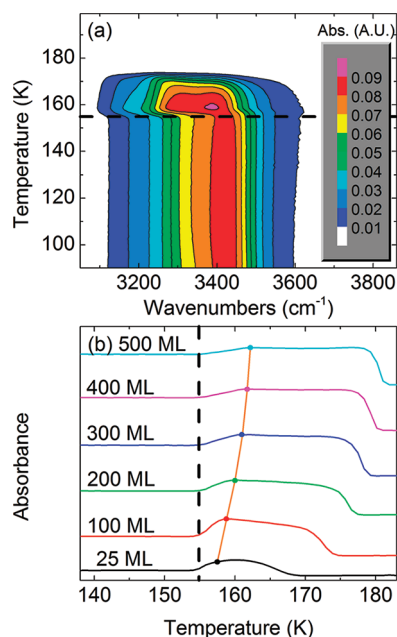 (a)
Abs. (A.U.)
0.09
0.08
0.07
0.06
0.05
0.04
0.03
0.02
0.01
Temperature (K)
180
160
140
120
100
3200 3400 3600
Wavenumbers (cm-1)
(b) 500 ML
400 ML
300 ML
200 ML
100 ML
25 ML
Absorbance
140 150 160 170 180
Temperature (K)